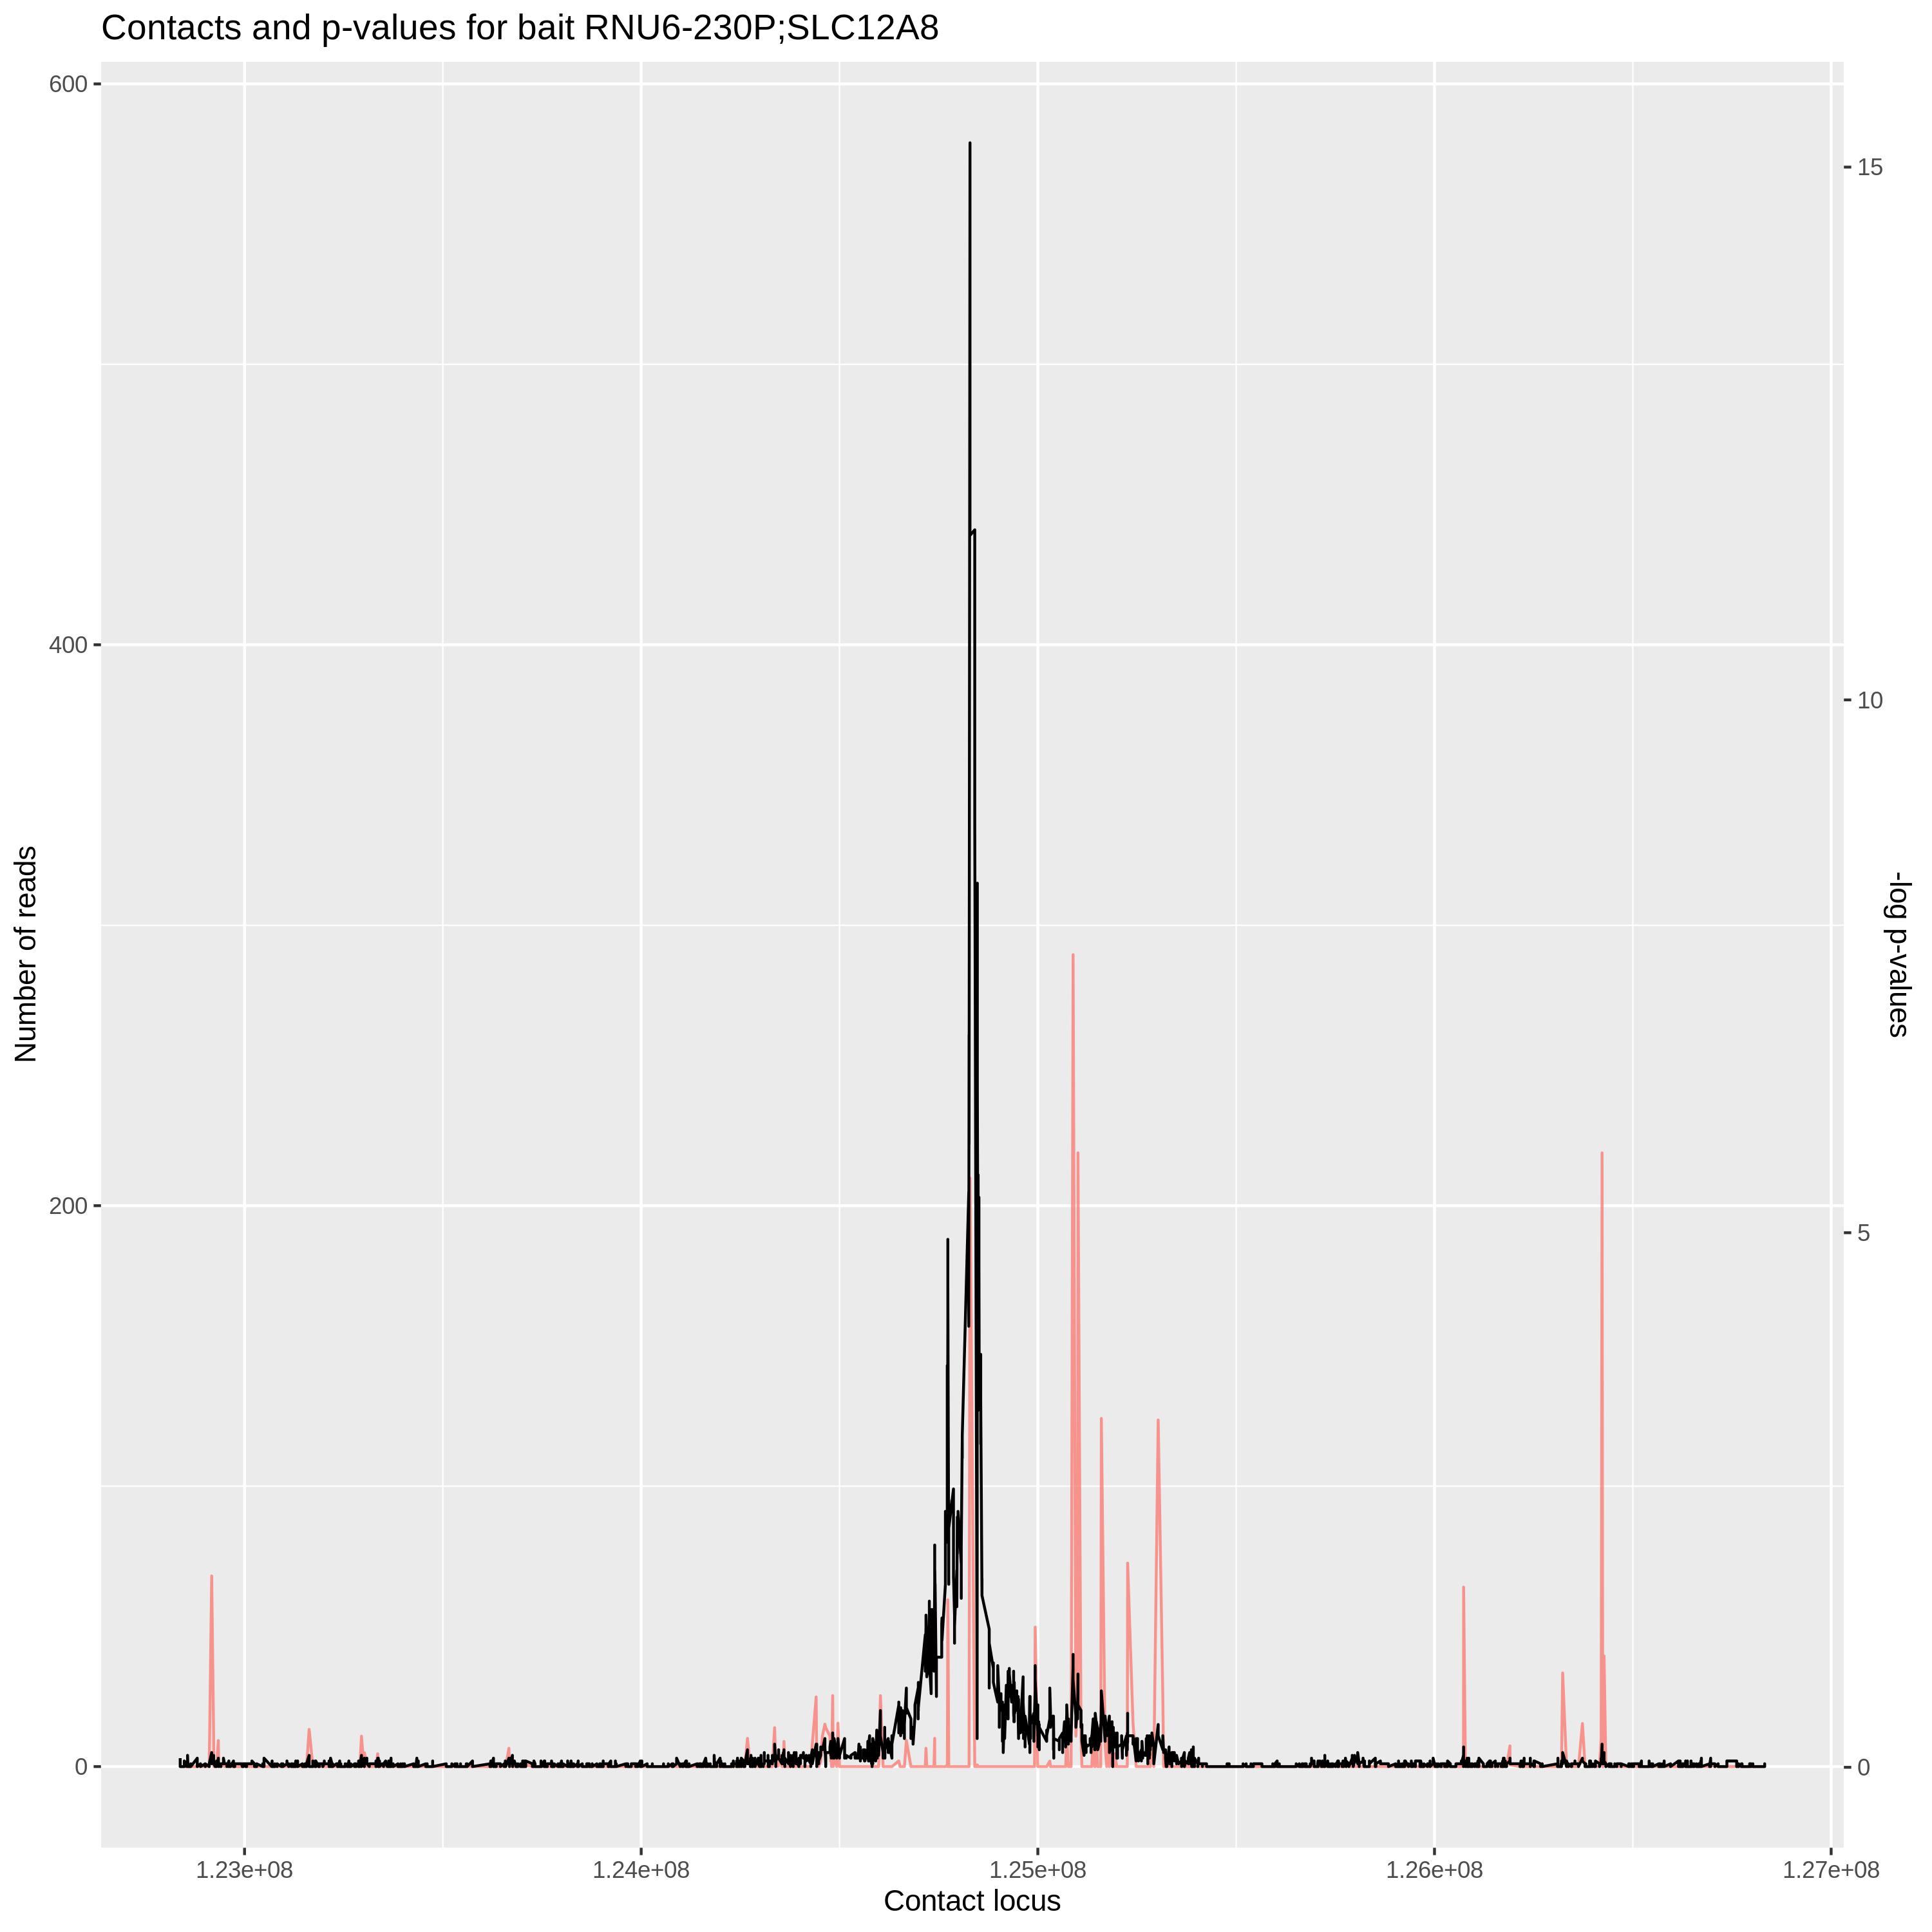 Contacts and p-values for bait RNU6-230P;SLC12A8
600
400
200
0
Number of reads
15
10
5
0
-log p-values
1.23e+08
1.24e+08
1.25e+08
1.26e+08
1.27e+08
Contact locus